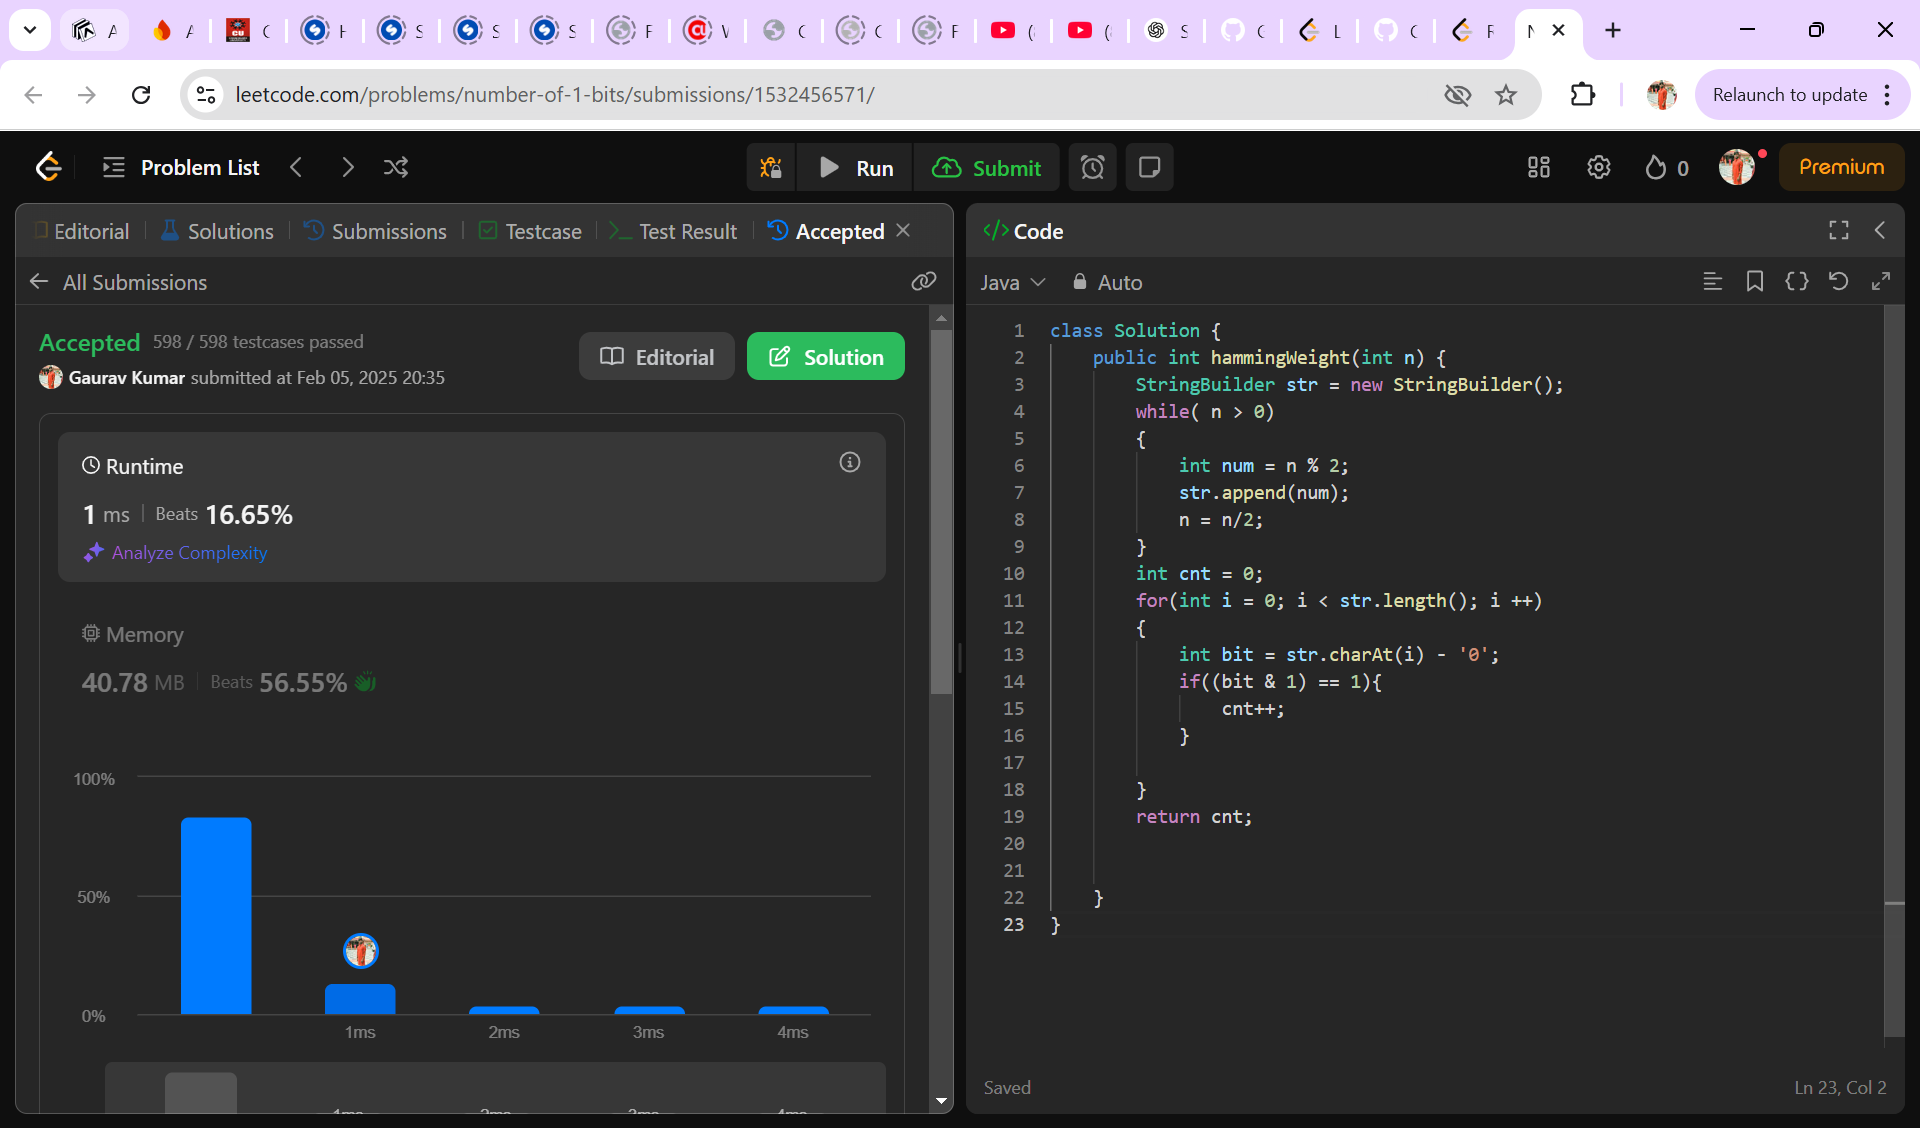 leetcode.com/problems/number-of-1-bits/submissions/1532456571/
Relaunch to update
Problem List
Run
Submit
0
Premium
Editorial
Solutions
Submissions
Testcase
Test Result
Accepted
All Submissions
Accepted 598 / 598 testcases passed
Gaurav Kumar submitted at Feb 05, 2025 20:35
Editorial
Solution
Runtime
1 ms Beats 16.65%
Analyze Complexity
Memory
40.78 MB Beats 56.55%
100%
50%
0%
1ms 2ms 3ms 4ms
1ms 2ms 3ms 4ms
</> Code
Java Auto
1 class Solution {
2 public int hammingWeight(int n) {
3 StringBuilder str = new StringBuilder();
4 while( n > 0)
5 {
6 int num = n % 2;
7 str.append(num);
8 n = n/2;
9 }
10 int cnt = 0;
11 for(int i = 0; i < str.length(); i ++)
12 {
13 int bit = str.charAt(i) - '0';
14 if((bit & 1) == 1){
15 cnt++;
16 }
17
18 }
19 return cnt;
20
21
22 }
23 }
Saved
Ln 23, Col 2